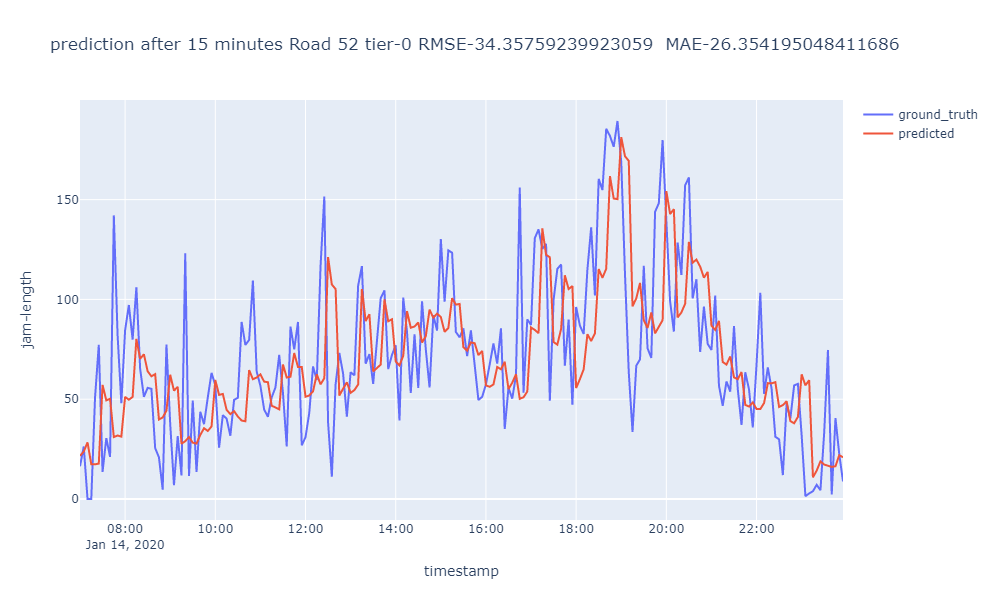 prediction after 15 minutes Road 52 tier-0 RMSE-34.35759239923059  MAE-26.354195048411686
ground_truth
predicted
150
100
50
0
jam-length
08:00 10:00 12:00 14:00 16:00 18:00 20:00 22:00
Jan 14, 2020
timestamp